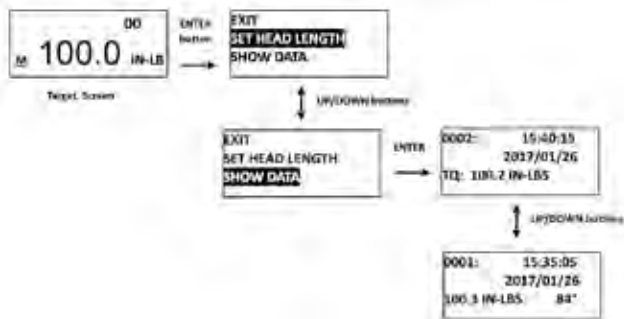 00
M 100.0 IN-LB
Target Screen
ENTER
button
EXIT
SET HEAD LENGTH
SHOW DATA
UP/DOWN buttons
EXIT
SET HEAD LENGTH
SHOW DATA
ENTER
0002: 15:40:15
2017/01/26
TQ: 100.2 IN-LBS
UP/DOWN buttons
0001: 15:35:05
2017/01/26
100.3 IN-LBS 84°